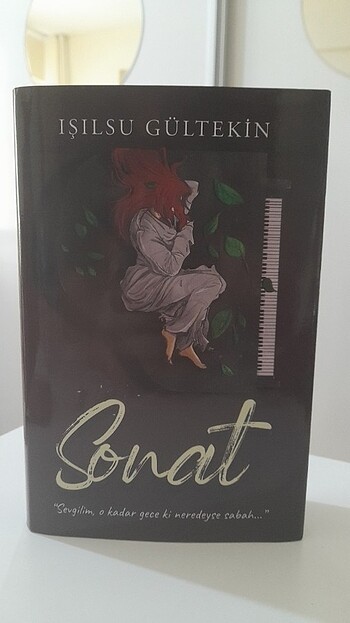 IŞILSU GÜLTEKİN
Sonat
"Sevgilim, o kadar gece ki neredeyse sabah..."